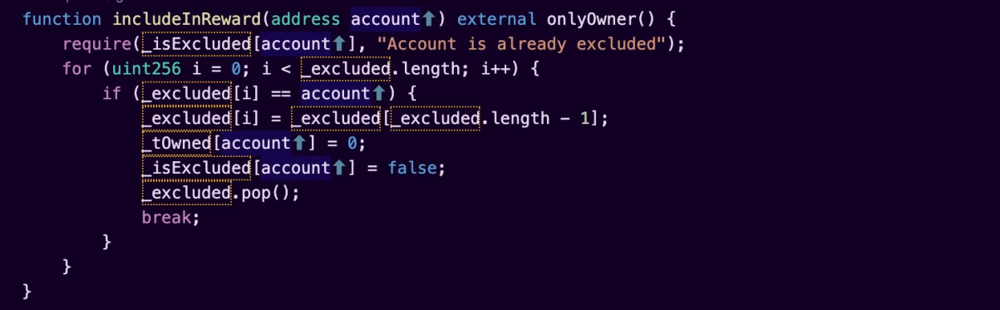 function includeInReward(address account⬆) external onlyOwner() {
    require(_isExcluded[account⬆], "Account is already excluded");
    for (uint256 i = 0; i < _excluded.length; i++) {
        if (_excluded[i] == account⬆) {
            _excluded[i] = _excluded[_excluded.length - 1];
            _tOwned[account⬆] = 0;
            _isExcluded[account⬆] = false;
            _excluded.pop();
            break;
        }
    }
}